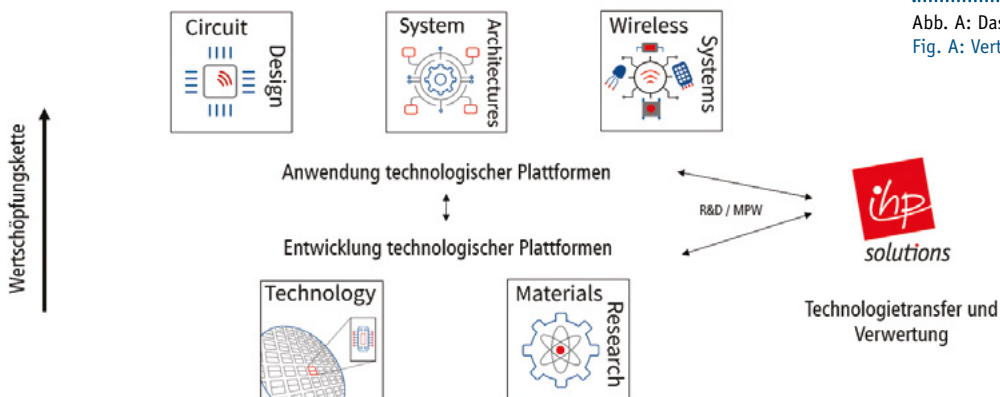 Circuit
Design
System
Architectures
Wireless
Systems
Abb. A: Das
Fig. A: Vert
Wertschöpfungskette
Anwendung technologischer Plattformen
R&D / MPW
Entwicklung technologischer Plattformen
ihp
solutions
Technology
Materials
Research
Technologietransfer und
Verwertung